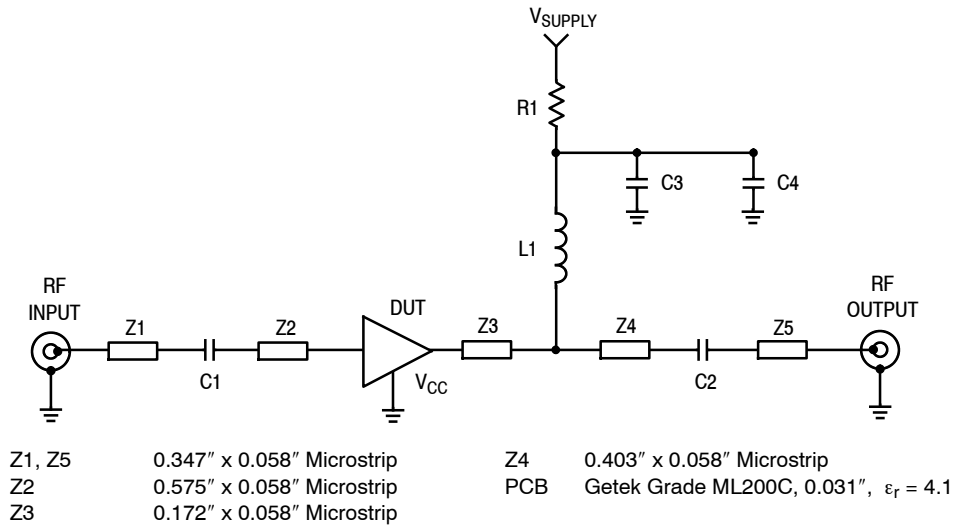 VSUPPLY
R1
C3
C4
L1
RF
INPUT
RF
OUTPUT
DUT
Z1
Z2
Z3
Z4
Z5
C1
VCC
C2
Z1, Z5 0.347″ x 0.058″ Microstrip
Z2 0.575″ x 0.058″ Microstrip
Z3 0.172″ x 0.058″ Microstrip
Z4 0.403″ x 0.058″ Microstrip
PCB Getek Grade ML200C, 0.031″, εr = 4.1